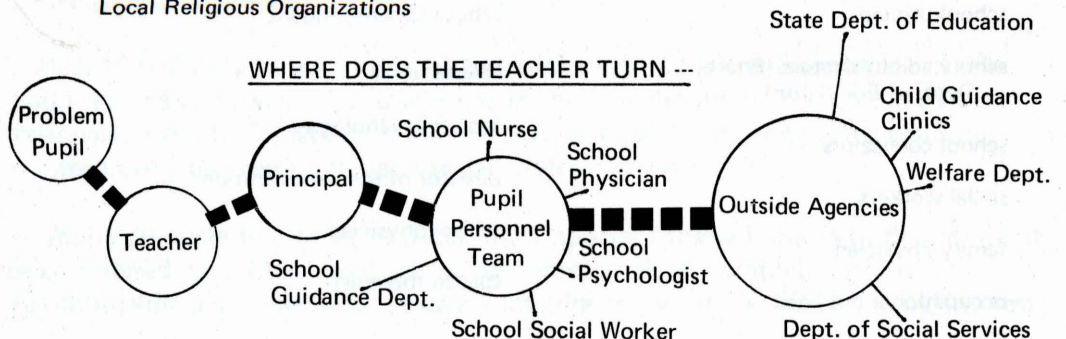 Local Religious Organizations
WHERE DOES THE TEACHER TURN ---
Problem
Pupil
Teacher
Principal
School Nurse
Pupil
Personnel
Team
School
Physician
School
Psychologist
School
Guidance Dept.
School Social Worker
Outside Agencies
State Dept. of Education
Child Guidance
Clinics
Welfare Dept.
Dept. of Social Services